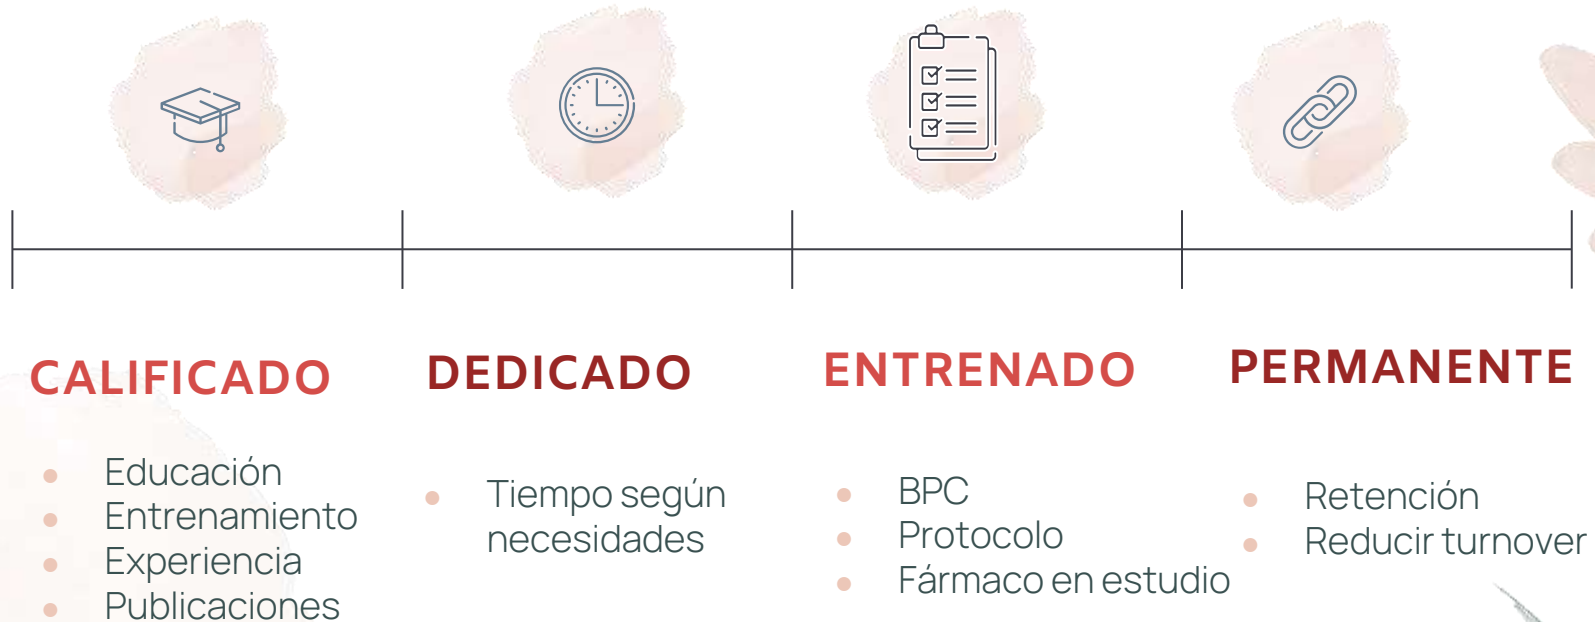 CALIFICADO
Educación
Entrenamiento
Experiencia
Publicaciones
DEDICADO
Tiempo según
necesidades
ENTRENADO
BPC
Protocolo
Fármaco en estudio
PERMANENTE
Retención
Reducir turnover